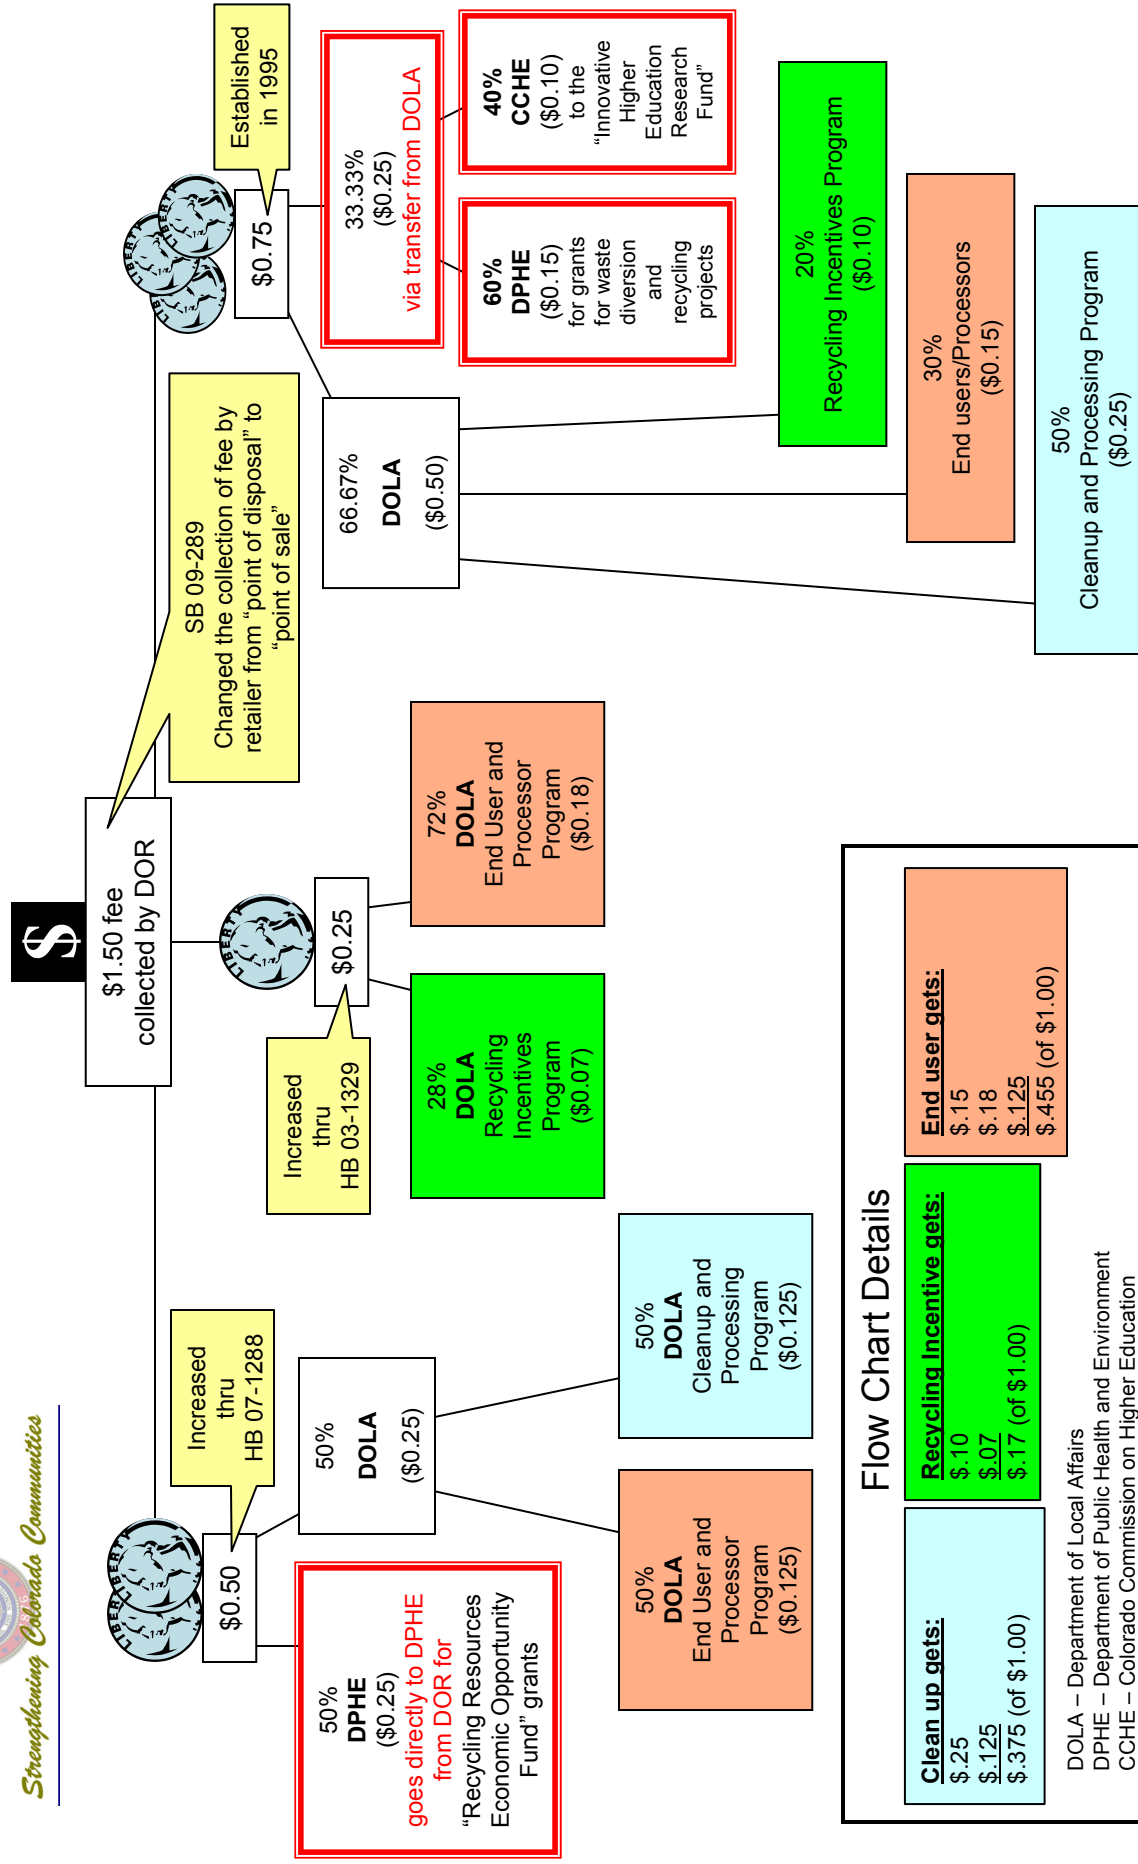 Strengthening Colorado Communities
$
$1.50 fee
collected by DOR
SB 09-289
Changed the collection of fee by
retailer from “point of disposal” to
“point of sale”
Increased
thru
HB 07-1288
$0.50
50%
DPHE
($0.25)
goes directly to DPHE
from DOR for
“Recycling Resources
Economic Opportunity
Fund” grants
50%
DOLA
($0.25)
50%
DOLA
End User and
Processor
Program
($0.125)
50%
DOLA
Cleanup and
Processing
Program
($0.125)
LIBERTY
LIBERTY
Increased
thru
HB 03-1329
LIBERTY
$0.25
28%
DOLA
Recycling
Incentives
Program
($0.07)
72%
DOLA
End User and
Processor
Program
($0.18)
LIBERTY
LIBERTY
LIBERTY
Established
in 1995
$0.75
66.67%
DOLA
($0.50)
33.33%
($0.25)
via transfer from DOLA
60%
DPHE
($0.15)
for grants
for waste
diversion
and
recycling
projects
40%
CCHE
($0.10)
to the
“Innovative
Higher
Education
Research
Fund”
20%
Recycling Incentives Program
($0.10)
30%
End users/Processors
($0.15)
50%
Cleanup and Processing Program
($0.25)
Flow Chart Details
Clean up gets:
$.25
$.125
$.375 (of $1.00)
Recycling Incentive gets:
$.10
$.07
$.17 (of $1.00)
End user gets:
$.15
$.18
$.125
$.455 (of $1.00)
DOLA – Department of Local Affairs
DPHE – Department of Public Health and Environment
CCHE – Colorado Commission on Higher Education